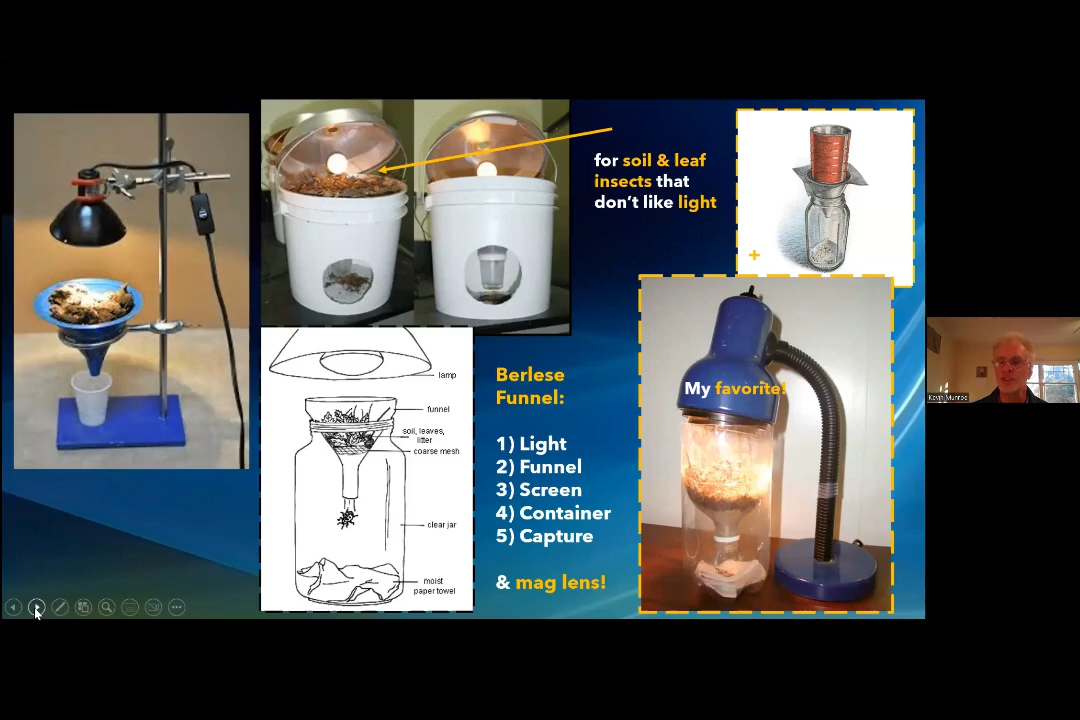 for soil & leaf
insects that
don't like light
+
lamp
funnel
soil, leaves,
litter
coarse mesh
clear jar
moist
paper towel
Berlese
Funnel:
1) Light
2) Funnel
3) Screen
4) Container
5) Capture
& mag lens!
My favorite!
Kevin Munroe